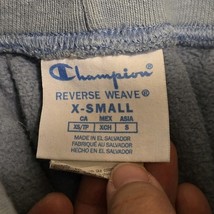 Champion
REVERSE WEAVE®
X-SMALL
CA MEX ASIA
XS/TP XCH S
MADE IN EL SALVADOR
FABRIQUÉ AU EL SALVADOR
HECHO EN EL SALVADOR